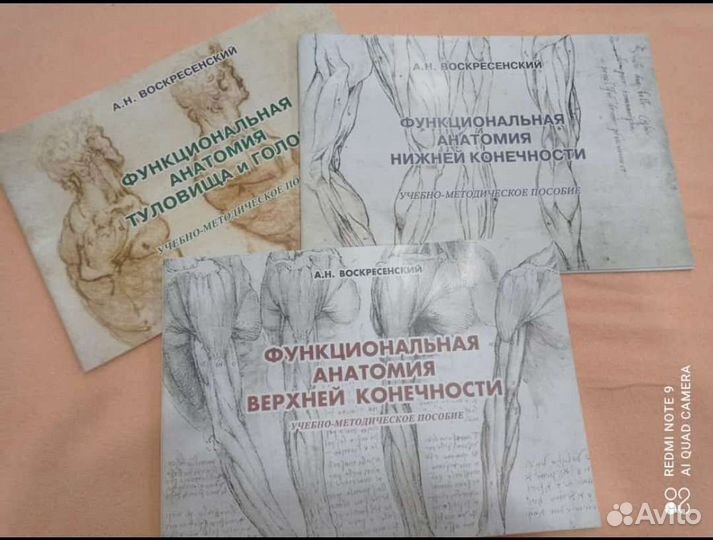 А.Н. ВОСКРЕСЕНСКИЙ
ФУНКЦИОНАЛЬНАЯ
АНАТОМИЯ
ТУЛОВИЩА И ГОЛО
УЧЕБНО-МЕТОДИЧЕСКОЕ ПОСО
А.Н. ВОСКРЕСЕНСКИЙ
ФУНКЦИОНАЛЬНАЯ
АНАТОМИЯ
НИЖНЕЙ КОНЕЧНОСТИ
УЧЕБНО-МЕТОДИЧЕСКОЕ ПОСОБИЕ
А.Н. ВОСКРЕСЕНСКИЙ
ФУНКЦИОНАЛЬНАЯ
АНАТОМИЯ
ВЕРХНЕЙ КОНЕЧНОСТИ
УЧЕБНО-МЕТОДИЧЕСКОЕ ПОСОБИЕ
REDMI NOTE 9
AI QUAD CAMERA
Avito